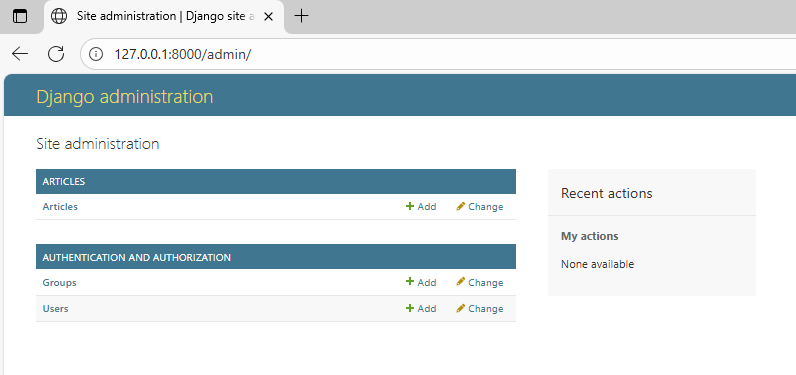 Site administration | Django site a
127.0.0.1:8000/admin/
Django administration
Site administration
ARTICLES
Articles Add Change
AUTHENTICATION AND AUTHORIZATION
Groups Add Change
Users Add Change
Recent actions
My actions
None available